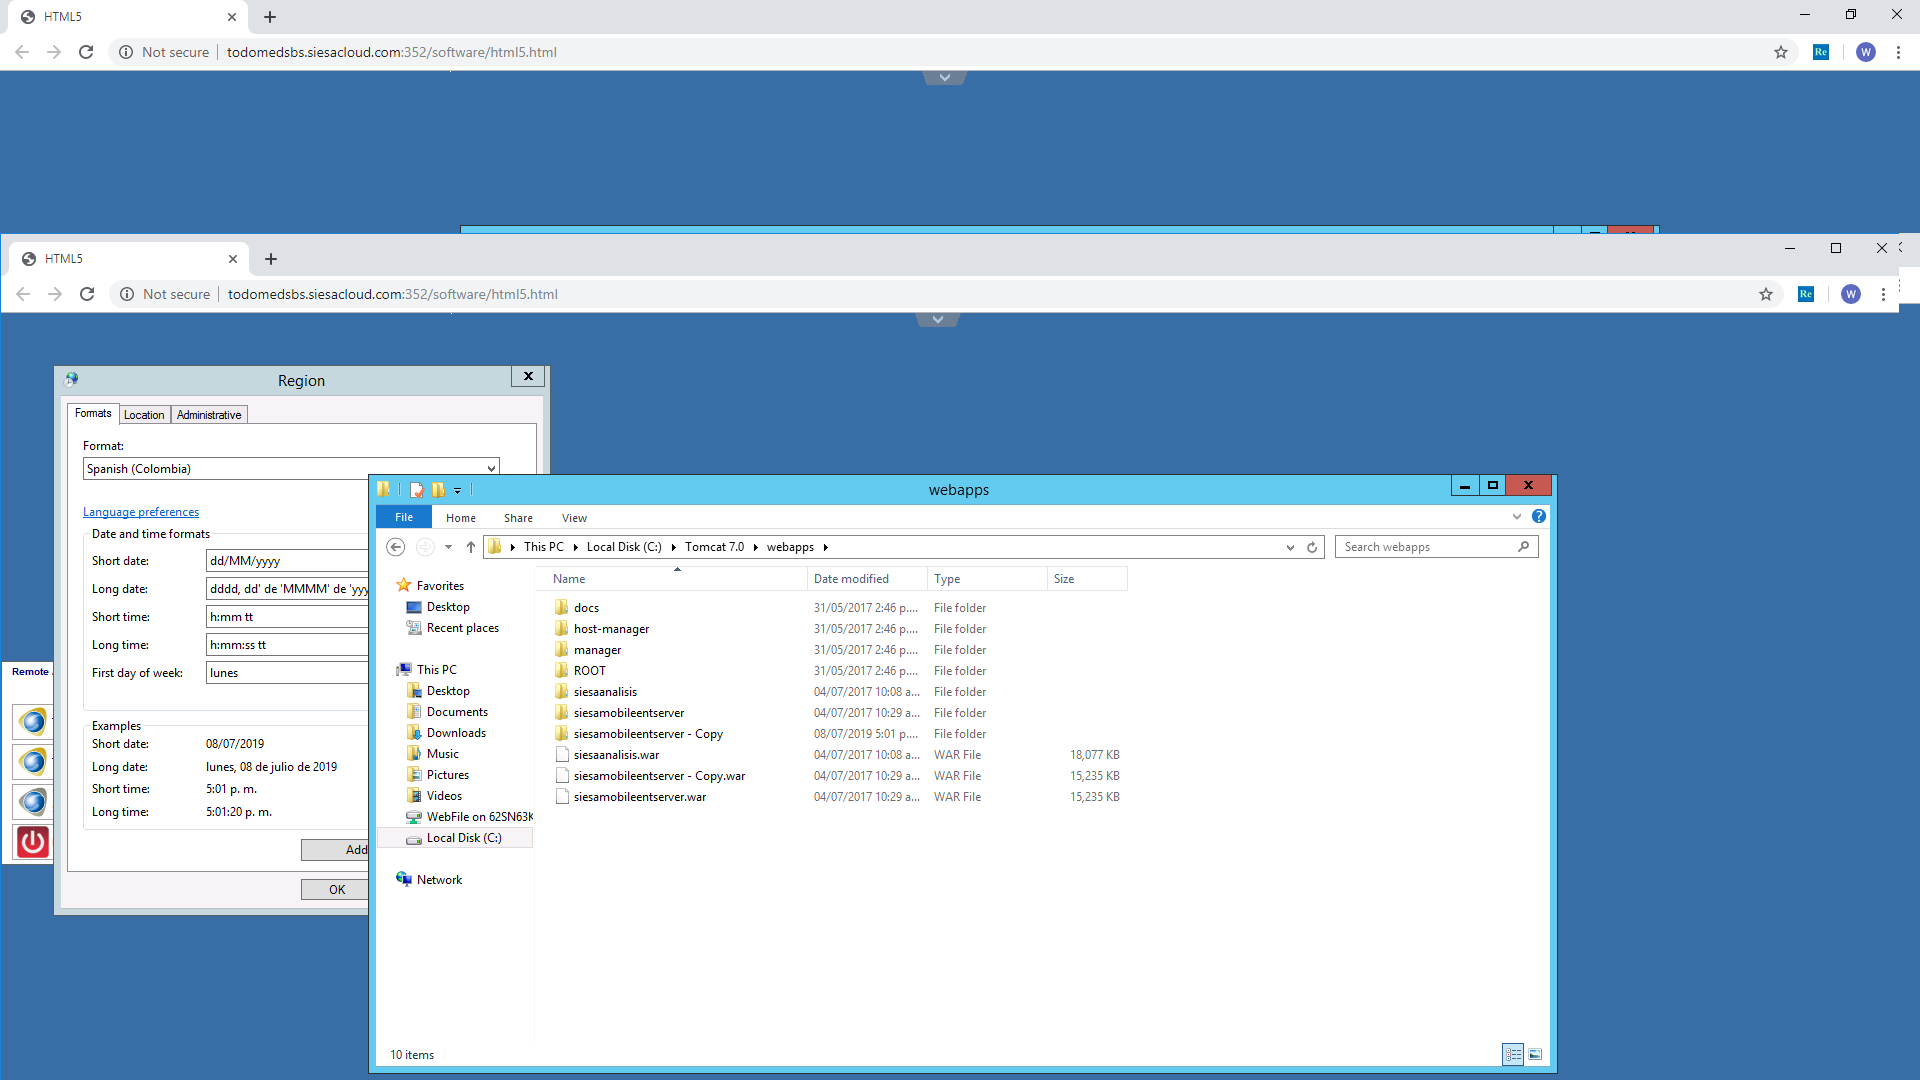 HTML5
Not secure todomedsbs.siesacloud.com:352/software/html5.html
Re
W
HTML5
Not secure todomedsbs.siesacloud.com:352/software/html5.html
Re
W
Region
Formats Location Administrative
Format:
Spanish (Colombia)
Language preferences
Date and time formats
Short date: dd/MM/yyyy
Long date: dddd, dd' de 'MMMM' de 'yyy
Short time: h:mm tt
Long time: h:mm:ss tt
First day of week: lunes
Examples
Short date: 08/07/2019
Long date: lunes, 08 de julio de 2019
Short time: 5:01 p. m.
Long time: 5:01:20 p. m.
Add
OK
Remote
webapps
File Home Share View
This PC Local Disk (C:) Tomcat 7.0 webapps
Search webapps
Favorites
Desktop
Recent places
This PC
Desktop
Documents
Downloads
Music
Pictures
Videos
WebFile on 62SN63K
Local Disk (C:)
Network
Name Date modified Type Size
docs 31/05/2017 2:46 p.... File folder
host-manager 31/05/2017 2:46 p.... File folder
manager 31/05/2017 2:46 p.... File folder
ROOT 31/05/2017 2:46 p.... File folder
siesaanalisis 04/07/2017 10:08 a... File folder
siesamobileentserver 04/07/2017 10:29 a... File folder
siesamobileentserver - Copy 08/07/2019 5:01 p.... File folder
siesaanalisis.war 04/07/2017 10:08 a... WAR File 18,077 KB
siesamobileentserver - Copy.war 04/07/2017 10:29 a... WAR File 15,235 KB
siesamobileentserver.war 04/07/2017 10:29 a... WAR File 15,235 KB
10 items